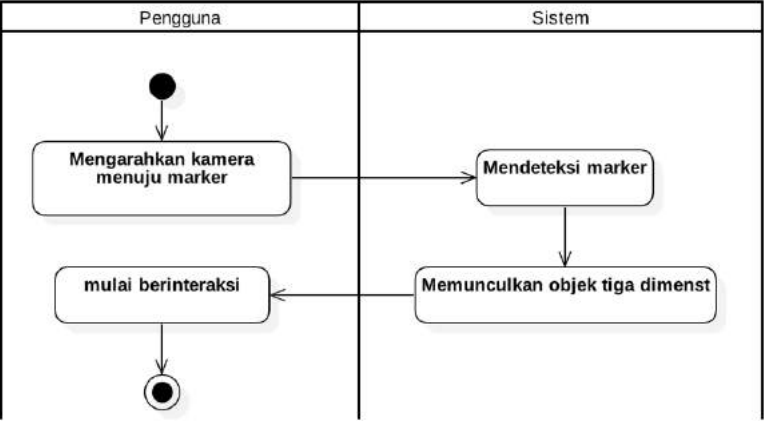 Pengguna
Sistem
Mengarahkan kamera
menuju marker
Mendeteksi marker
mulai berinteraksi
Memunculkan objek tiga dimenst